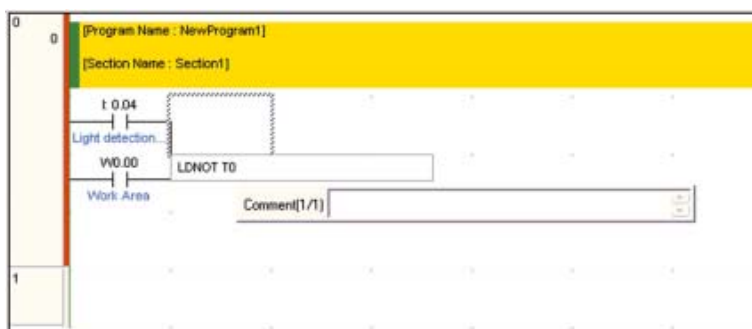 0
0
[Program Name : NewProgram1]
[Section Name : Section1]
I: 0.04
Light detection...
W0.00
LDNOT T0
Work Area
Comment(1/1)
1